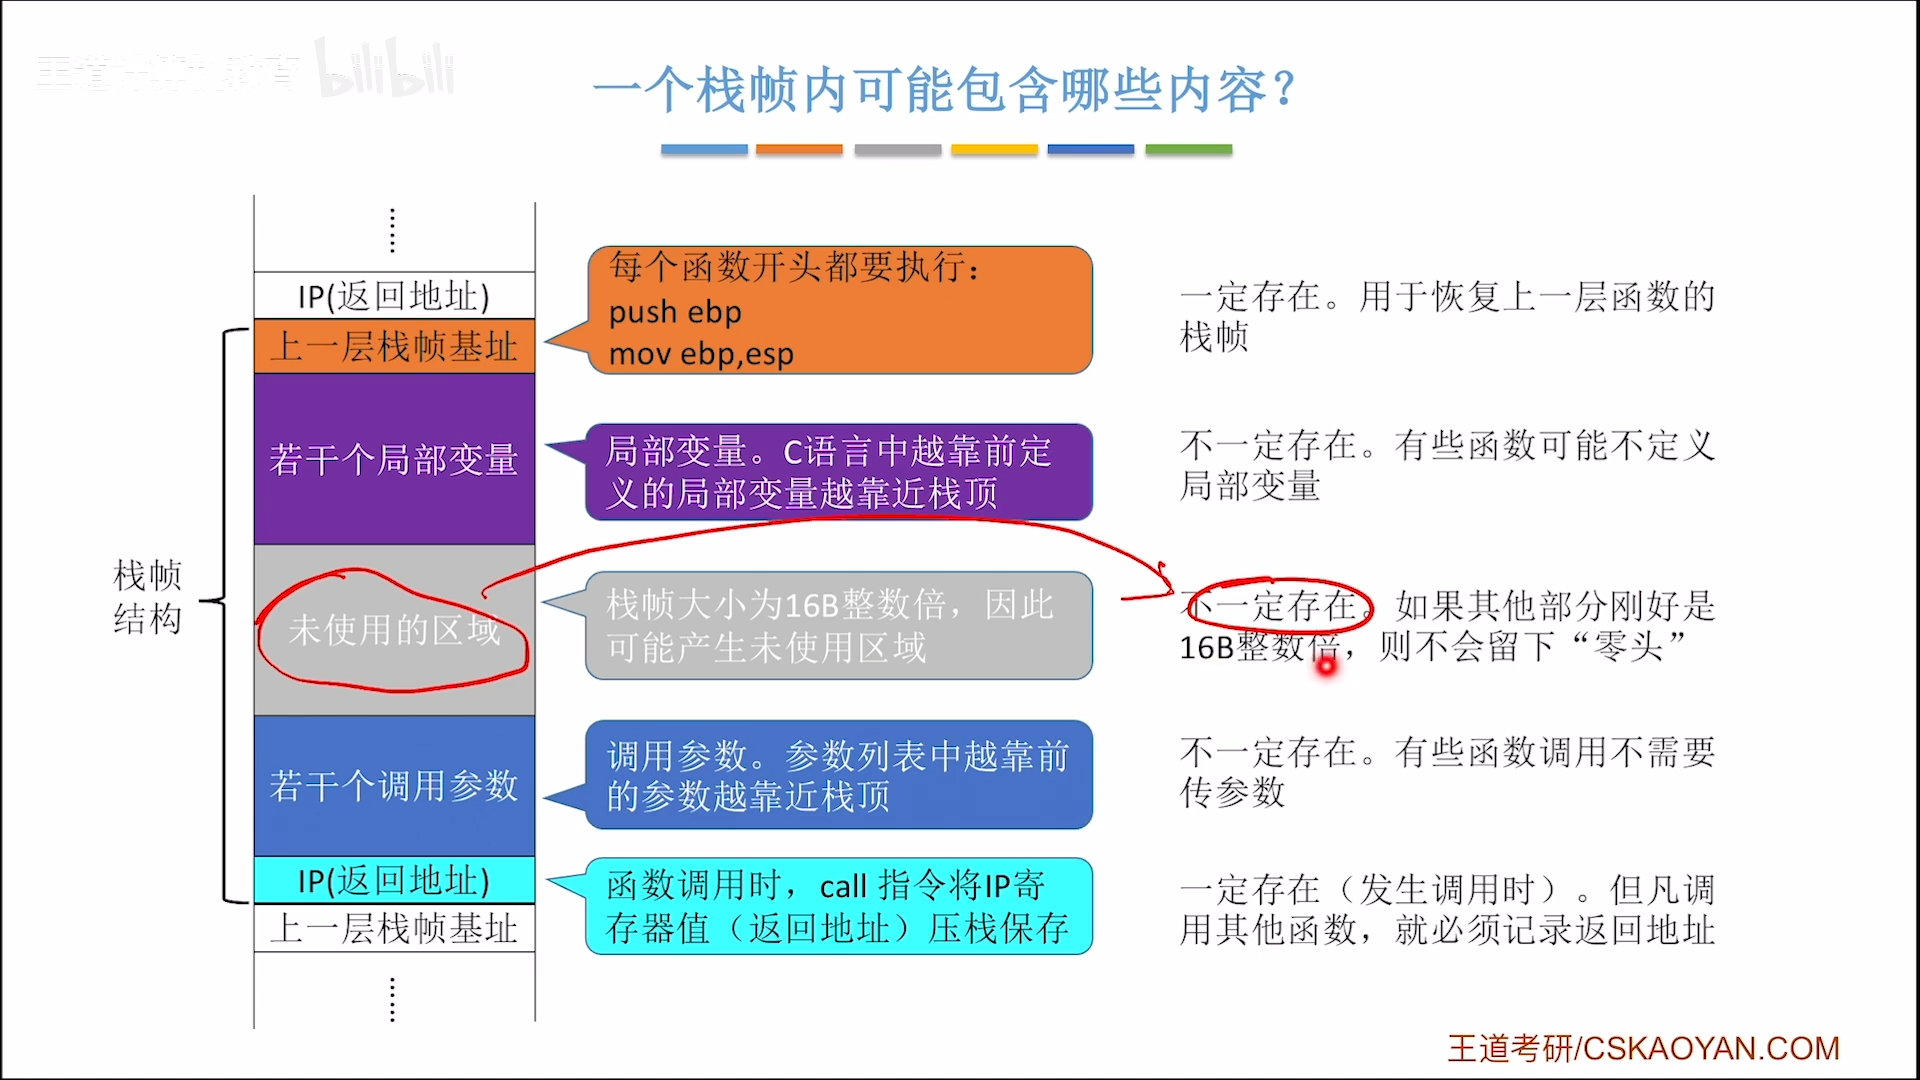 王道计算机教育 bilibili
一个栈帧内可能包含哪些内容？
IP(返回地址)
上一层栈帧基址
若干个局部变量
未使用的区域
若干个调用参数
IP(返回地址)
上一层栈帧基址
栈帧
结构
每个函数开头都要执行：
push ebp
mov ebp,esp
一定存在。用于恢复上一层函数的
栈帧
局部变量。C语言中越靠前定
义的局部变量越靠近栈顶
不一定存在。有些函数可能不定义
局部变量
栈帧大小为16B整数倍，因此
可能产生未使用区域
不一定存在。如果其他部分刚好是
16B整数倍，则不会留下“零头”
调用参数。参数列表中越靠前
的参数越靠近栈顶
不一定存在。有些函数调用不需要
传参数
函数调用时，call 指令将IP寄
存器值（返回地址）压栈保存
一定存在（发生调用时）。但凡调
用其他函数，就必须记录返回地址
王道考研/CSKAOYAN.COM